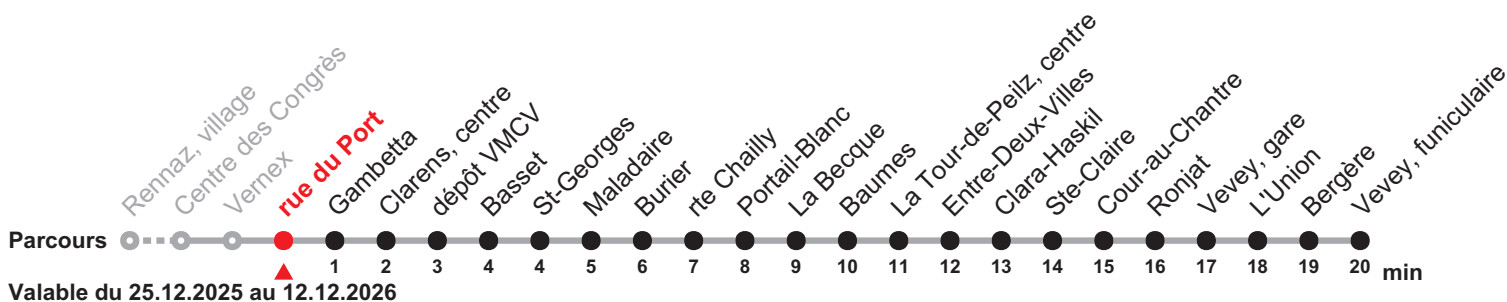 Rennaz, village
Centre des Congrès
Vernex
rue du Port
Gambetta
Clarens, centre
dépôt VMCV
Basset
St-Georges
Maladaire
Burier
rte Chailly
Portail-Blanc
La Becque
Baumes
La Tour-de-Peilz, centre
Entre-Deux-Villes
Clara-Haskil
Ste-Claire
Cour-au-Chantre
Ronjat
Vevey, gare
L'Union
Bergère
Vevey, funiculaire
Parcours
1 2 3 4 4 5 6 7 8 9 10 11 12 13 14 15 16 17 18 19 20 min
Valable du 25.12.2025 au 12.12.2026